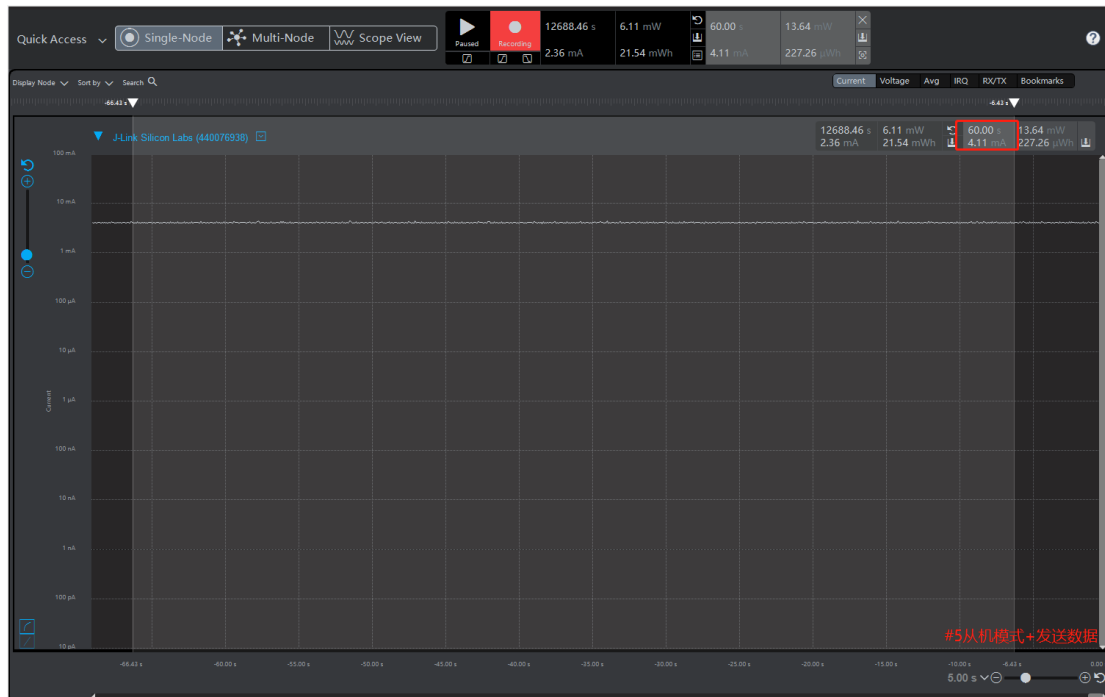 Quick Access Single-Node Multi-Node Scope View
Paused Recording
12688.46 s 6.11 mW 60.00 s 13.64 mW
2.36 mA 21.54 mWh 4.11 mA 227.26 µWh
Display Node Sort by Search Current Voltage Avg IRQ RX/TX Bookmarks
-66.43 s -6.43 s
J-Link Silicon Labs (440076938)
12688.46 s 6.11 mW 60.00 s 13.64 mW
2.36 mA 21.54 mWh 4.11 mA 227.26 µWh
100 mA
10 mA
1 mA
100 µA
10 µA
Current
1 µA
100 nA
10 nA
1 nA
100 pA
10 pA
#5从机模式+发送数据
-66.43 s -60.00 s -55.00 s -50.00 s -45.00 s -40.00 s -35.00 s -30.00 s -25.00 s -20.00 s -15.00 s -10.00 s -6.43 s 0.00
5.00 s